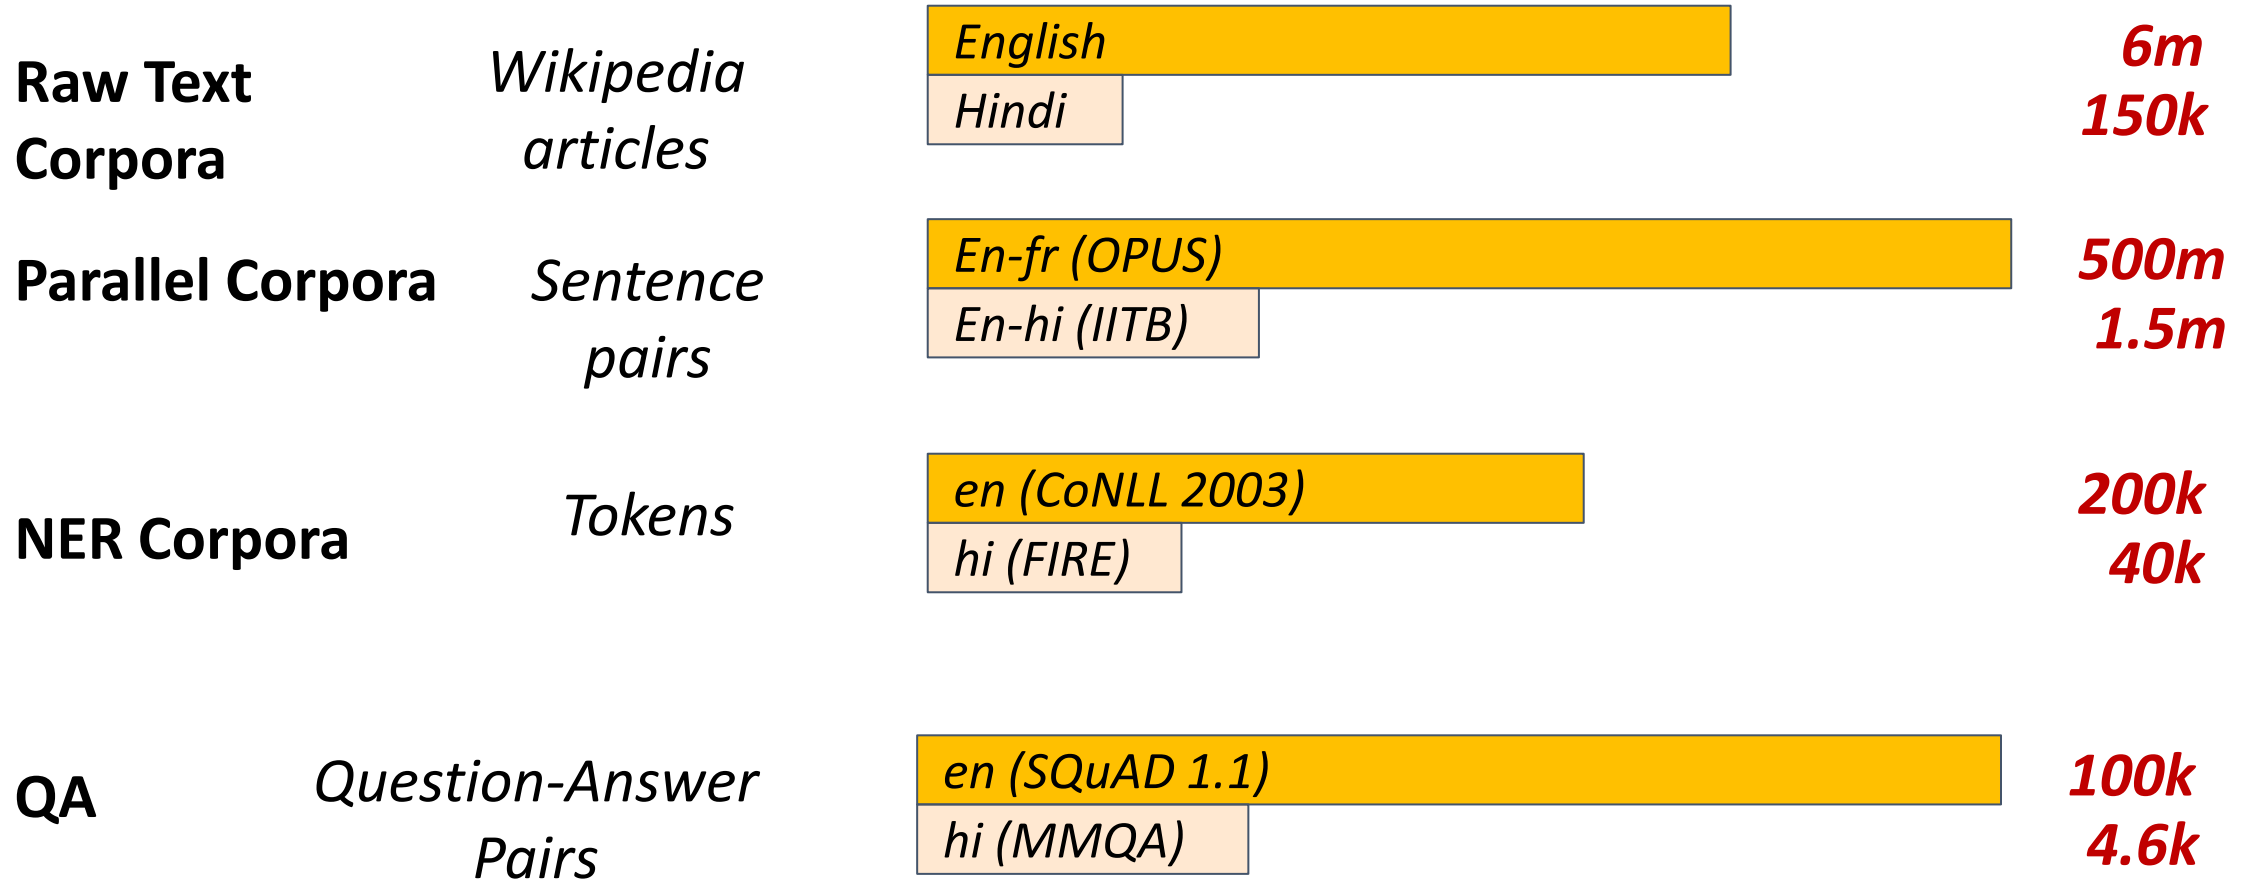 Raw Text
Corpora
Wikipedia
articles
English
Hindi
6m
150k
Parallel Corpora
Sentence
pairs
En-fr (OPUS)
En-hi (IITB)
500m
1.5m
NER Corpora
Tokens
en (CoNLL 2003)
hi (FIRE)
200k
40k
QA
Question-Answer
Pairs
en (SQuAD 1.1)
hi (MMQA)
100k
4.6k